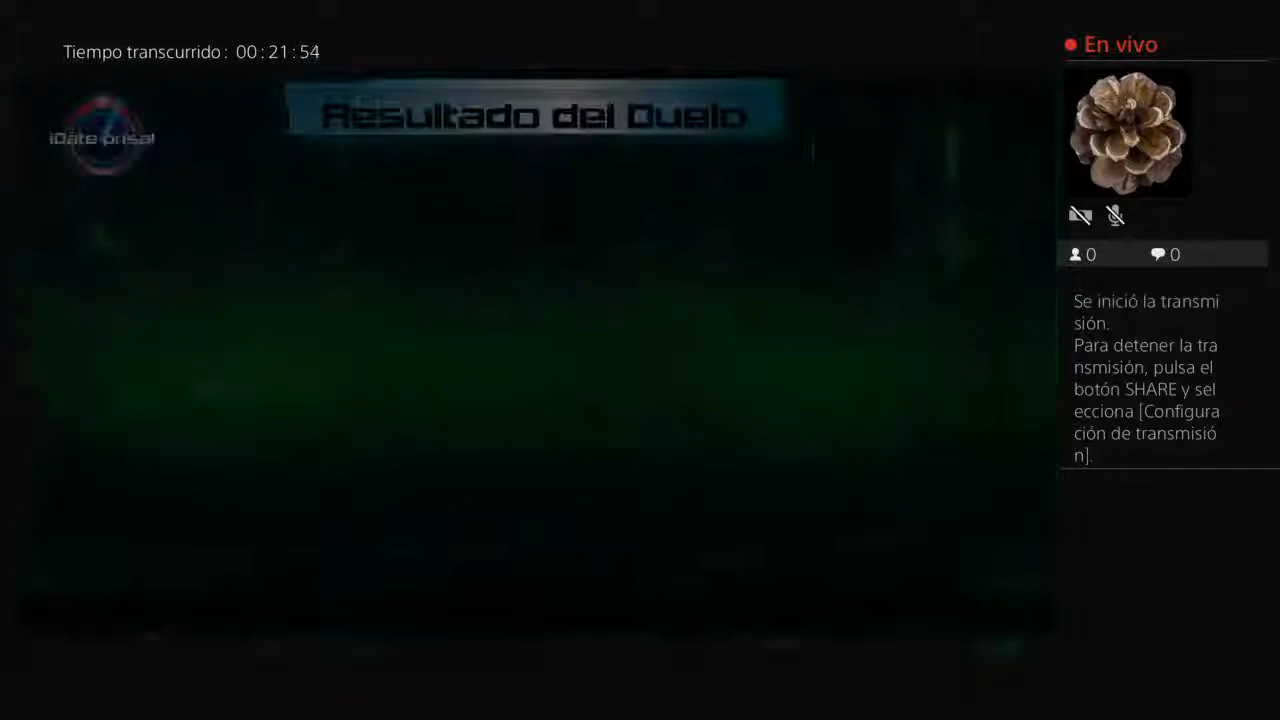 Tiempo transcurrido: 00:21:54
En vivo
Resultado del Duelo
¡Date prisa!
0 0
Se inició la transmi
sión.
Para detener la tra
nsmisión, pulsa el
botón SHARE y sel
ecciona [Configura
ción de transmisió
n].